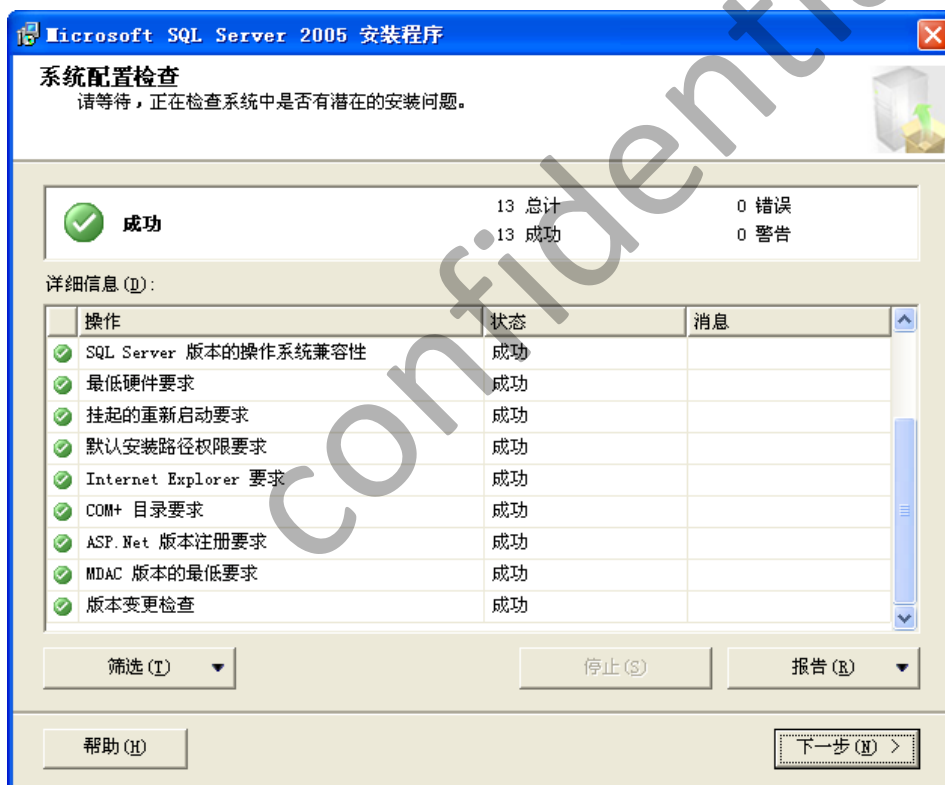 Microsoft SQL Server 2005 安装程序
系统配置检查
请等待，正在检查系统中是否有潜在的安装问题。
成功
13 总计
0 错误
13 成功
0 警告
详细信息(D):
操作 状态 消息
SQL Server 版本的操作系统兼容性 成功
最低硬件要求 成功
挂起的重新启动要求 成功
默认安装路径权限要求 成功
Internet Explorer 要求 成功
COM+ 目录要求 成功
ASP.Net 版本注册要求 成功
MDAC 版本的最低要求 成功
版本变更检查 成功
筛选(T) 停止(S) 报告(R)
帮助(H) 下一步(N) >
confidenti